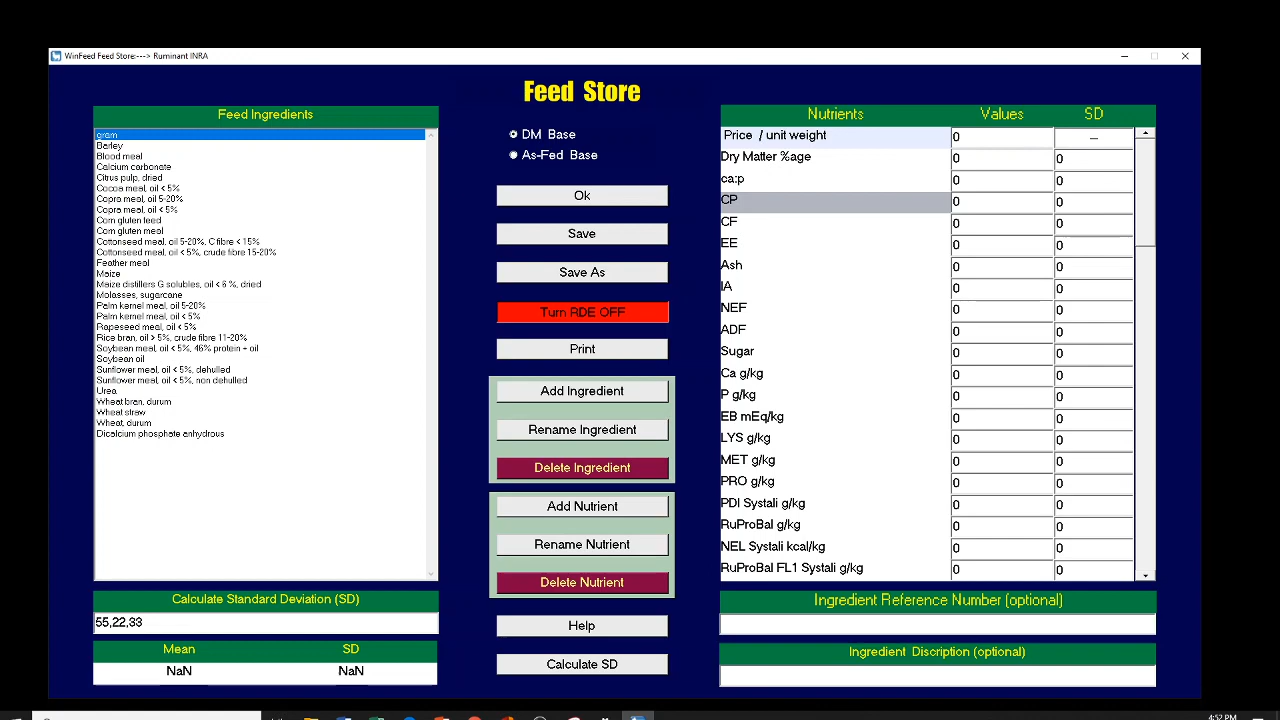 WinFeed Feed Store:---> Ruminant INRA
Feed Store
Feed Ingredients
gram
Barley
Blood meal
Calcium carbonate
Citrus pulp, dried
Cocoa meal, oil < 5%
Copra meal, oil 5-20%
Copra meal, oil < 5%
Corn gluten feed
Corn gluten meal
Cottonseed meal, oil 5-20%, C fibre < 15%
Cottonseed meal, oil < 5%, crude fibre 15-20%
Feather meal
Maize
Maize distillers G solubles, oil < 6 %, dried
Molasses, sugarcane
Palm kernel meal, oil 5-20%
Palm kernel meal, oil < 5%
Rapeseed meal, oil < 5%
Rice bran, oil > 5%, crude fibre 11-20%
Soybean meal, oil < 5%, 46% protein + oil
Soybean oil
Sunflower meal, oil < 5%, dehulled
Sunflower meal, oil < 5%, non dehulled
Urea
Wheat bran, durum
Wheat straw
Wheat, durum
Dicalcium phosphate anhydrous
Calculate Standard Deviation (SD)
55,22,33
Mean SD
NaN NaN
DM Base
As-Fed Base
Ok
Save
Save As
Turn RDE OFF
Print
Add Ingredient
Rename Ingredient
Delete Ingredient
Add Nutrient
Rename Nutrient
Delete Nutrient
Help
Calculate SD
Nutrients Values SD
Price / unit weight 0 --
Dry Matter %age 0 0
ca:p 0 0
CP 0 0
CF 0 0
EE 0 0
Ash 0 0
IA 0 0
NEF 0 0
ADF 0 0
Sugar 0 0
Ca g/kg 0 0
P g/kg 0 0
EB mEq/kg 0 0
LYS g/kg 0 0
MET g/kg 0 0
PRO g/kg 0 0
PDI Systali g/kg 0 0
RuProBal g/kg 0 0
NEL Systali kcal/kg 0 0
RuProBal FL1 Systali g/kg 0 0
Ingredient Reference Number (optional)
Ingredient Discription (optional)
4:52 PM